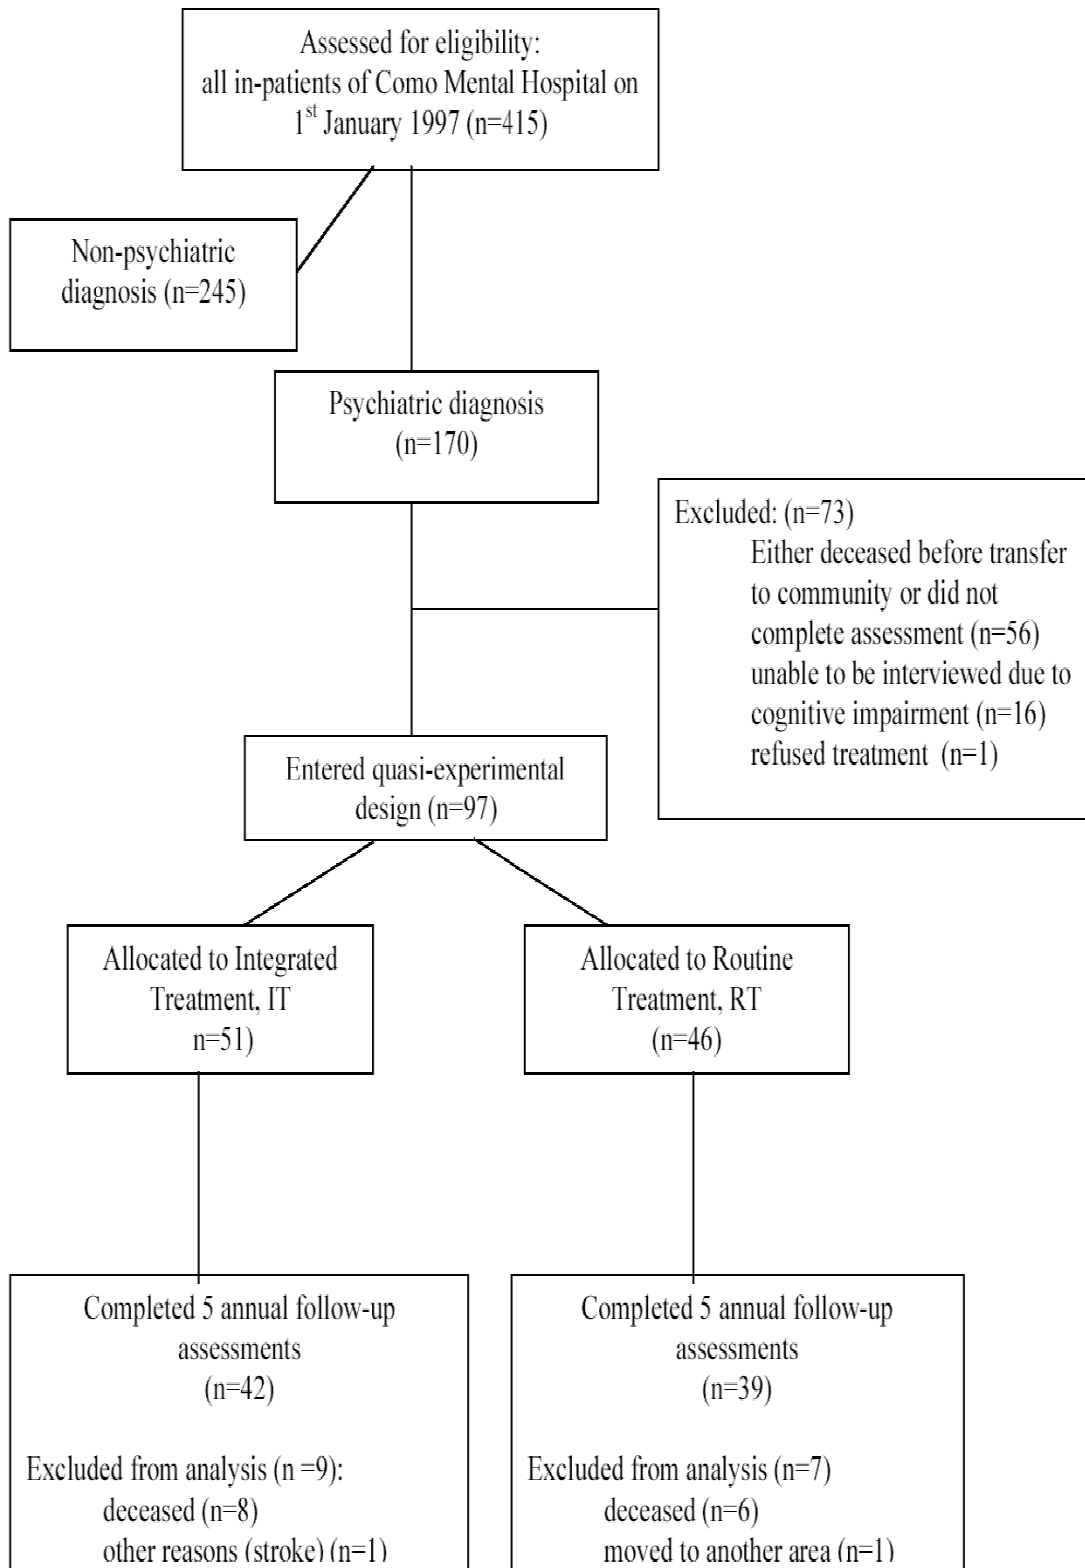 Assessed for eligibility:
all in-patients of Como Mental Hospital on
1st January 1997 (n=415)
Non-psychiatric
diagnosis (n=245)
Psychiatric diagnosis
(n=170)
Excluded: (n=73)
Either deceased before transfer
to community or did not
complete assessment (n=56)
unable to be interviewed due to
cognitive impairment (n=16)
refused treatment (n=1)
Entered quasi-experimental
design (n=97)
Allocated to Integrated
Treatment, IT
n=51)
Allocated to Routine
Treatment, RT
(n=46)
Completed 5 annual follow-up
assessments
(n=42)
Excluded from analysis (n =9):
deceased (n=8)
other reasons (stroke) (n=1)
Completed 5 annual follow-up
assessments
(n=39)
Excluded from analysis (n=7)
deceased (n=6)
moved to another area (n=1)